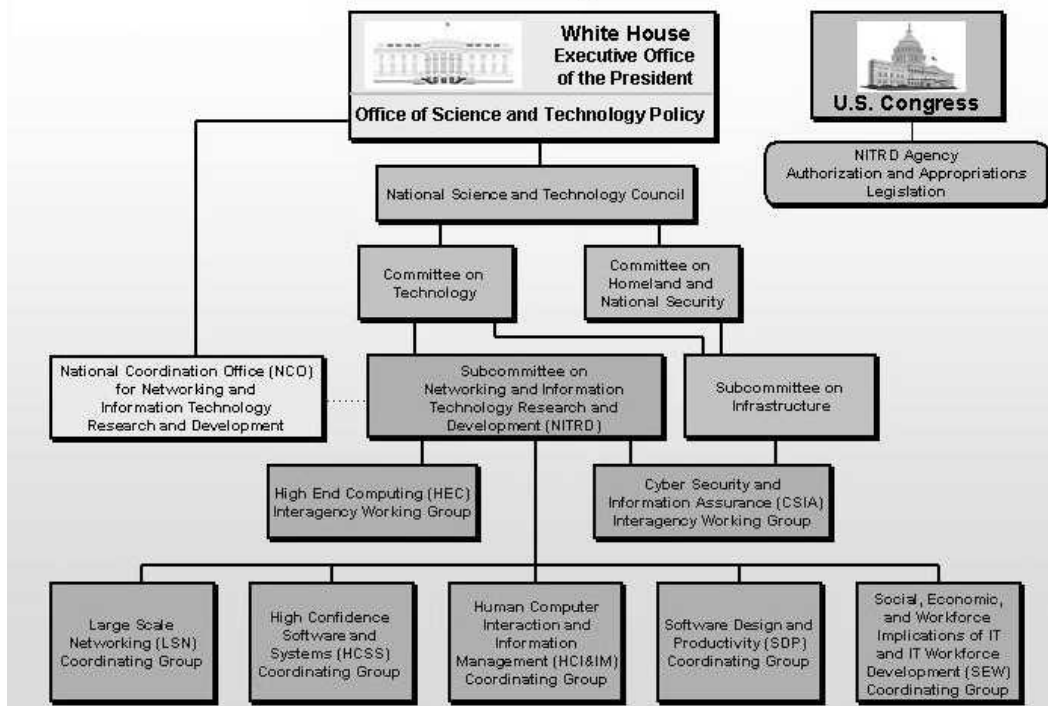 White House
Executive Office
of the President
Office of Science and Technology Policy
U.S. Congress
NITRD Agency
Authorization and Appropriations
Legislation
National Science and Technology Council
Committee on
Technology
Committee on
Homeland and
National Security
National Coordination Office (NCO)
for Networking and
Information Technology
Research and Development
Subcommittee on
Networking and Information
Technology Research and
Development (NITRD)
Subcommittee on
Infrastructure
High End Computing (HEC)
Interagency Working Group
Cyber Security and
Information Assurance (CSIA)
Interagency Working Group
Large Scale
Networking (LSN)
Coordinating Group
High Confidence
Software and
Systems (HCSS)
Coordinating Group
Human Computer
Interaction and
Information
Management (HCI&IM)
Coordinating Group
Software Design and
Productivity (SDP)
Coordinating Group
Social, Economic,
and Workforce
Implications of IT
and IT Workforce
Development (SEW)
Coordinating Group